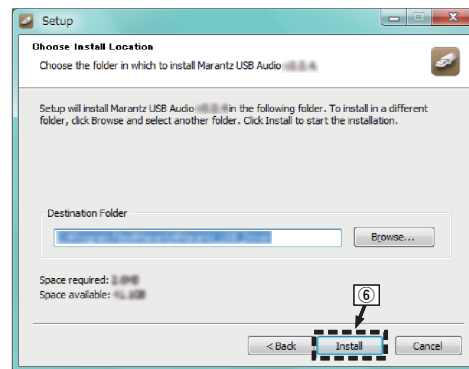 Setup
Choose Install Location
Choose the folder in which to install Marantz USB Audio
Setup will install Marantz USB Audio in the following folder. To install in a different
folder, click Browse and select another folder. Click Install to start the installation.
Destination Folder
Browse...
Space required:
Space available:
⑥
< Back Install Cancel